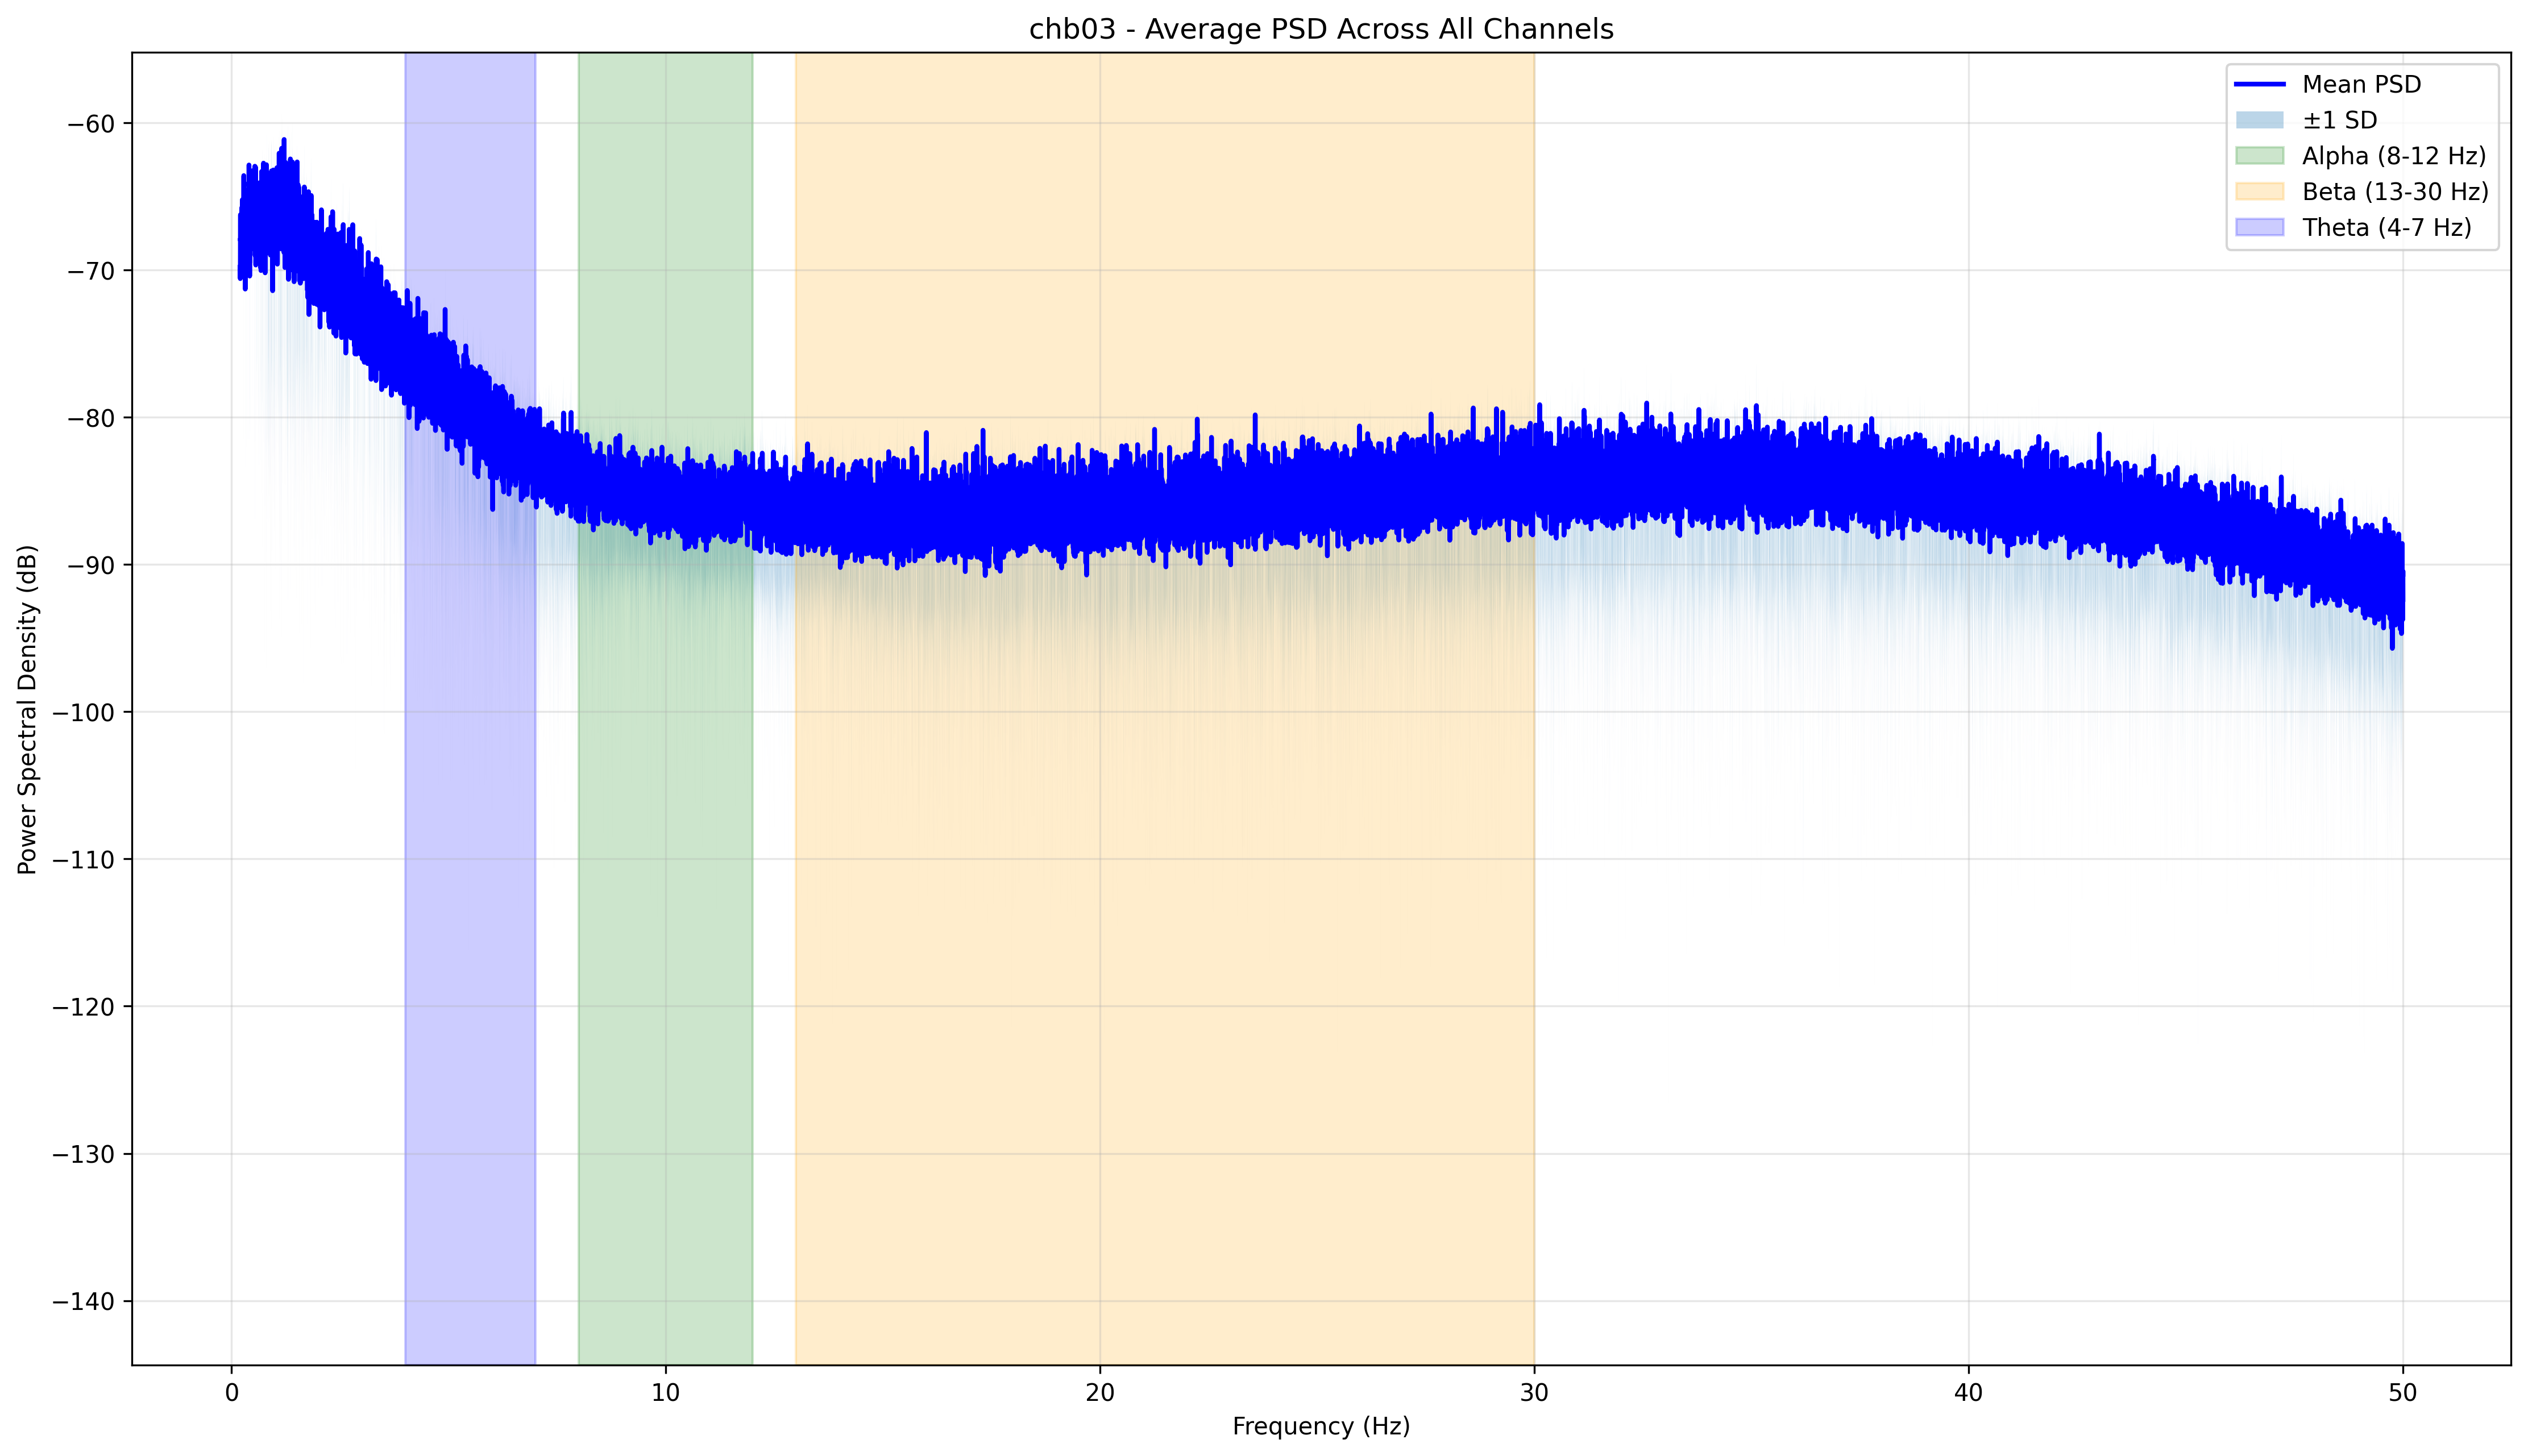 chb03 - Average PSD Across All Channels
Mean PSD
±1 SD
Alpha (8-12 Hz)
Beta (13-30 Hz)
Theta (4-7 Hz)
Power Spectral Density (dB)
−60
−70
−80
−90
−100
−110
−120
−130
−140
0 10 20 30 40 50
Frequency (Hz)